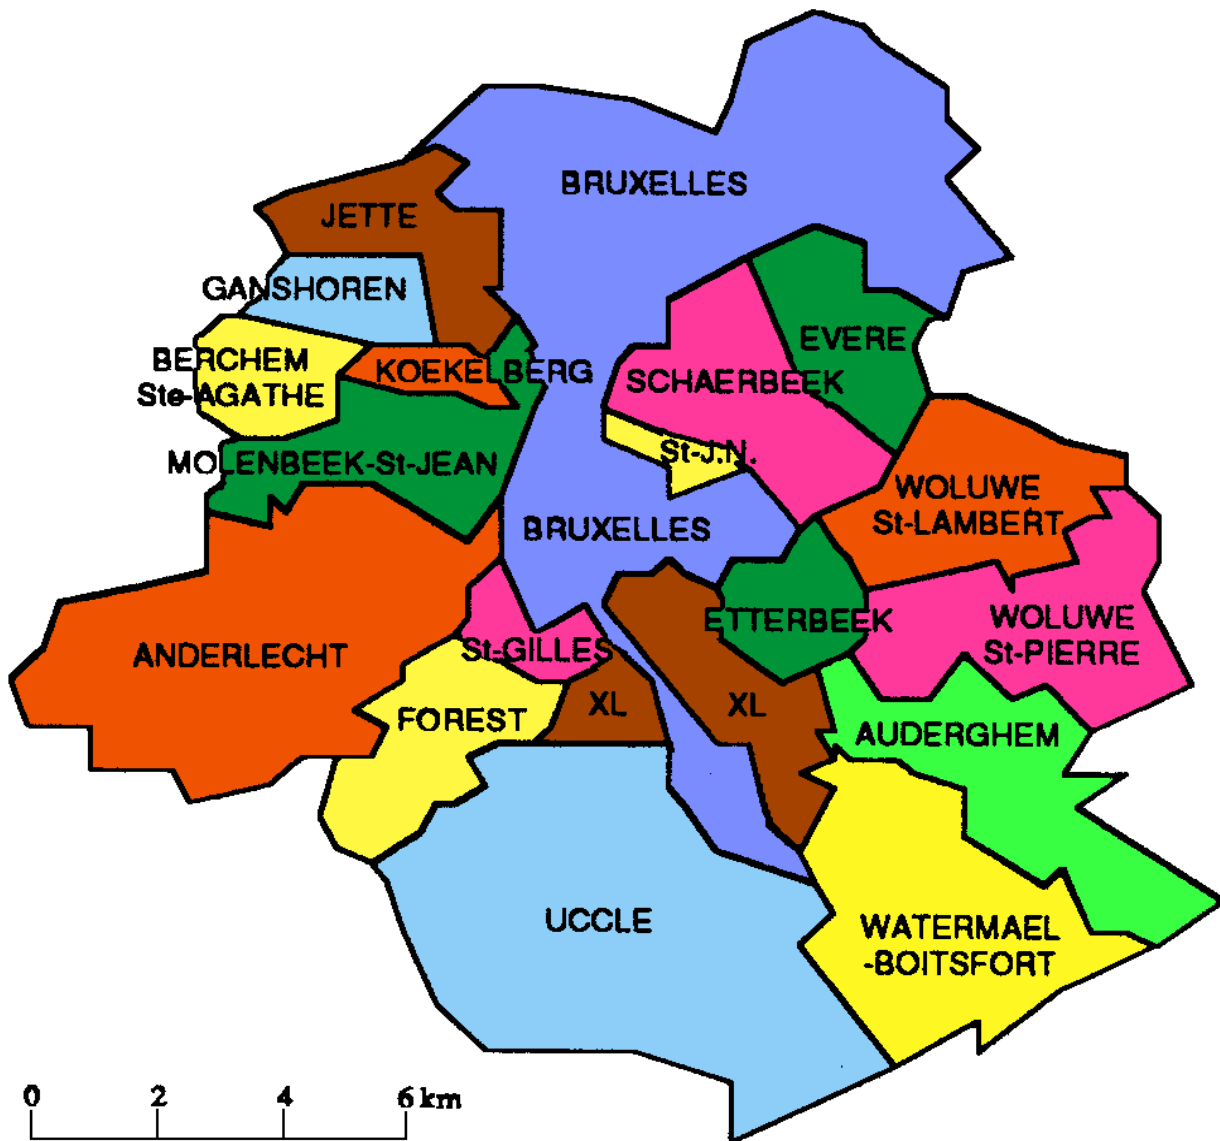 BRUXELLES
JETTE
GANSHOREN
EVERE
BERCHEM
Ste-AGATHE
KOEKELBERG
SCHAERBEEK
St-J.N.
MOLENBEEK-St-JEAN
WOLUWE
St-LAMBERT
BRUXELLES
ETTERBEEK
WOLUWE
St-PIERRE
ANDERLECHT
St-GILLES
FOREST
XL
XL
AUDERGHEM
UCCLE
WATERMAEL
-BOITSFORT
0 2 4 6 km